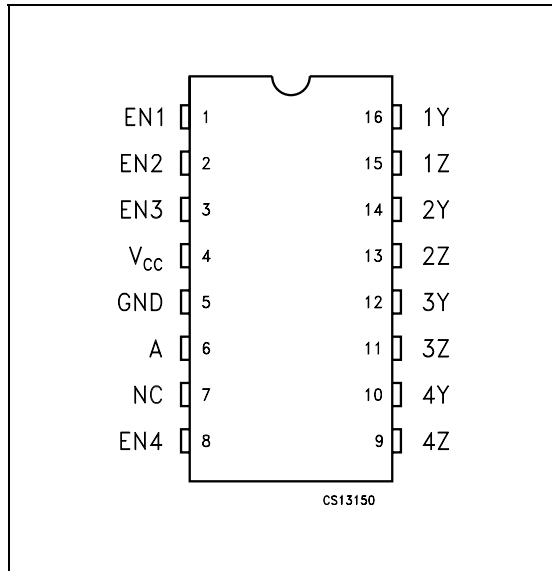 EN1 1 16 1Y
EN2 2 15 1Z
EN3 3 14 2Y
VCC 4 13 2Z
GND 5 12 3Y
A 6 11 3Z
NC 7 10 4Y
EN4 8 9 4Z
CS13150